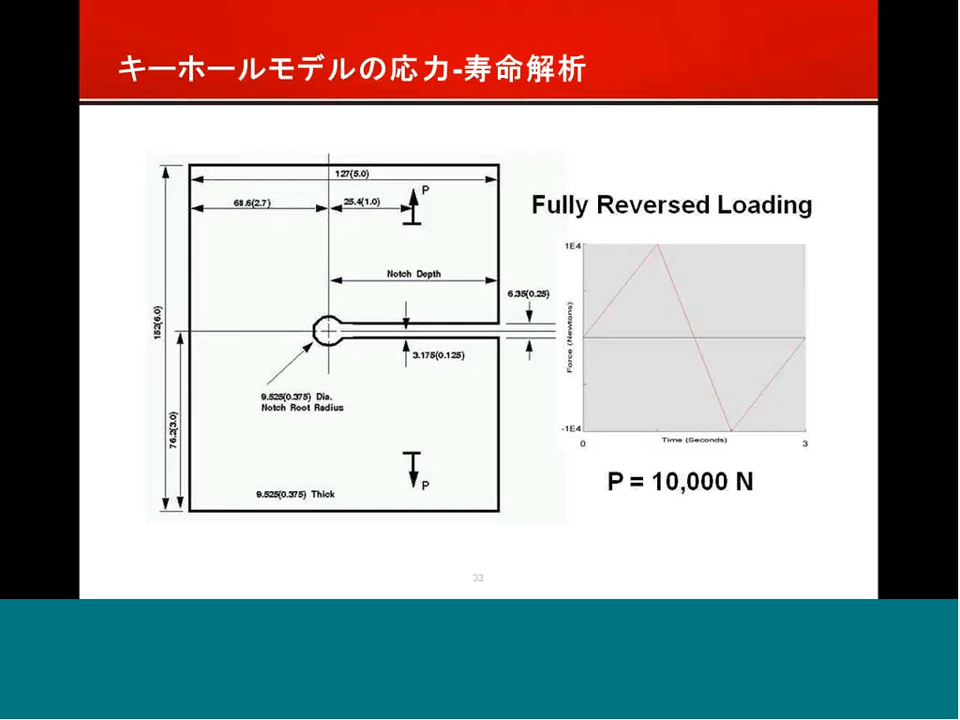 キーホールモデルの応力-寿命解析
127(5.0)
P
68.6(2.7)
25.4(1.0)
Notch Depth
6.35(0.25)
152(6.0)
3.175(0.125)
9.525(0.375) Dia.
Notch Root Radius
76.2(3.0)
P
9.525(0.375) Thick
Fully Reversed Loading
1E4
Force (Newtons)
-1E4
0
Time (Seconds)
3
P = 10,000 N
33